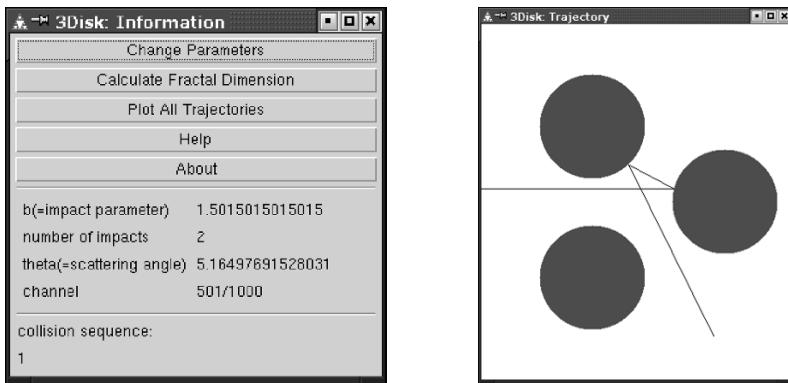 3Disk: Information
Change Parameters
Calculate Fractal Dimension
Plot All Trajectories
Help
About
b(=impact parameter) 1.5015015015015
number of impacts 2
theta(=scattering angle) 5.16497691528031
channel 501/1000
collision sequence:
1
3Disk: Trajectory